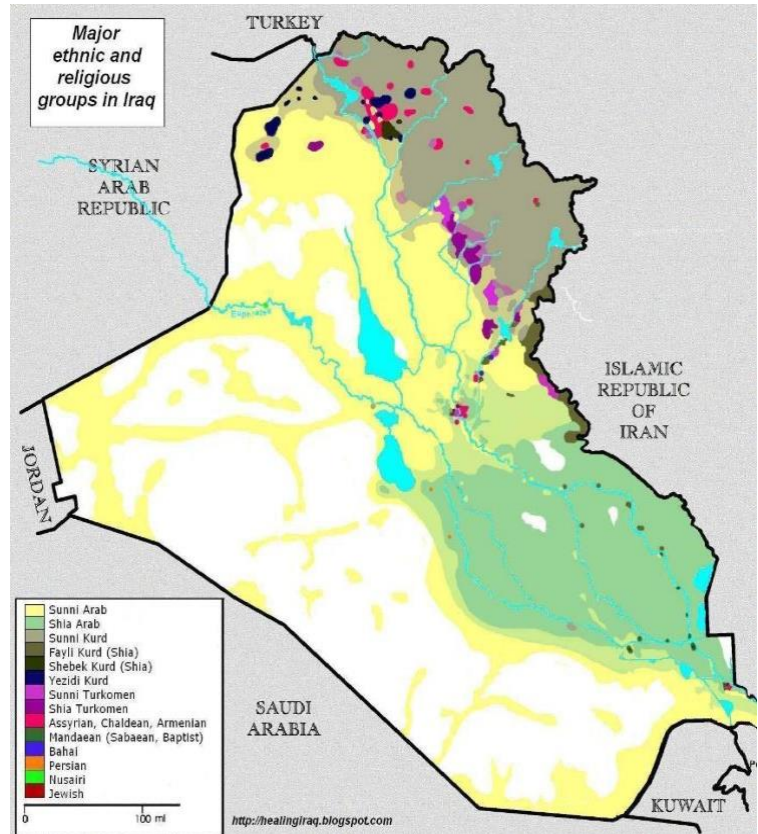 TURKEY
Major
ethnic and
religious
groups in Iraq
SYRIAN
ARAB
REPUBLIC
Euphrates
ISLAMIC
REPUBLIC
OF
IRAN
JORDAN
Sunni Arab
Shia Arab
Sunni Kurd
Fayli Kurd (Shia)
Shebek Kurd (Shia)
Yezidi Kurd
Sunni Turkomen
Shia Turkomen
Assyrian, Chaldean, Armenian
Mandaean (Sabaean, Baptist)
Bahai
Persian
Nusairi
Jewish
0 100 mi
SAUDI
ARABIA
http://healingiraq.blogspot.com
KUWAIT